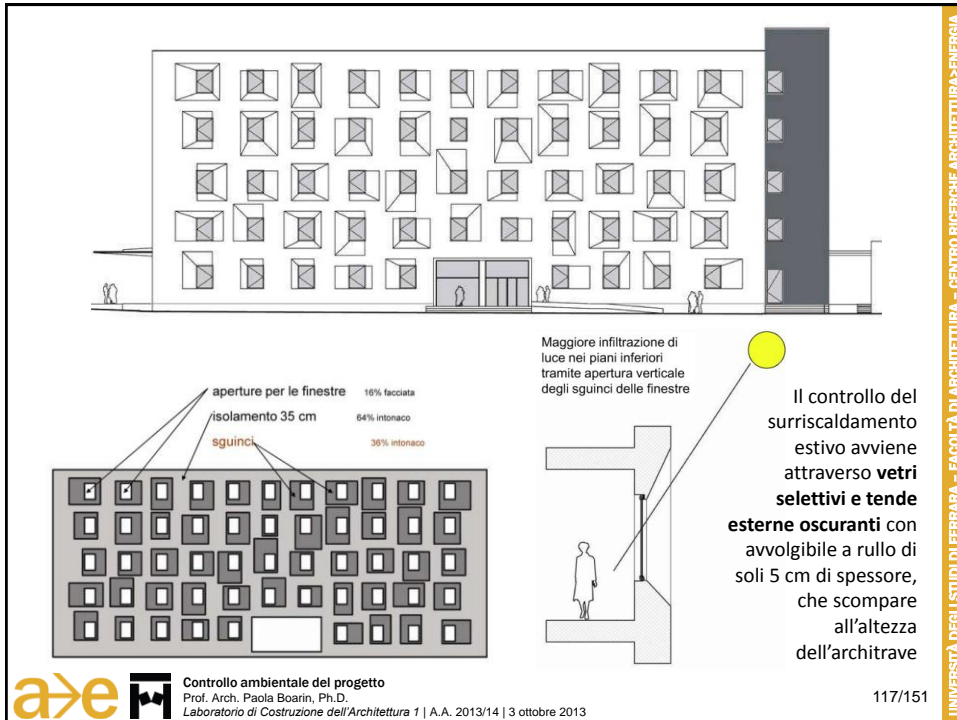 aperture per le finestre 16% facciata
isolamento 35 cm 64% intonaco
sguinci 36% intonaco
Maggiore infiltrazione di
luce nei piani inferiori
tramite apertura verticale
degli sguinci delle finestre
Il controllo del
surriscaldamento
estivo avviene
attraverso vetri
selettivi e tende
esterne oscuranti con
avvolgibile a rullo di
soli 5 cm di spessore,
che scompare
all'altezza
dell'architrave
a>e
Controllo ambientale del progetto
Prof. Arch. Paola Boarin, Ph.D.
Laboratorio di Costruzione dell'Architettura 1 | A.A. 2013/14 | 3 ottobre 2013
117/151
UNIVERSITÀ DEGLI STUDI DI FERRARA – FACOLTÀ DI ARCHITETTURA – CENTRO RICERCHE ARCHITETTURA>ENERGIA